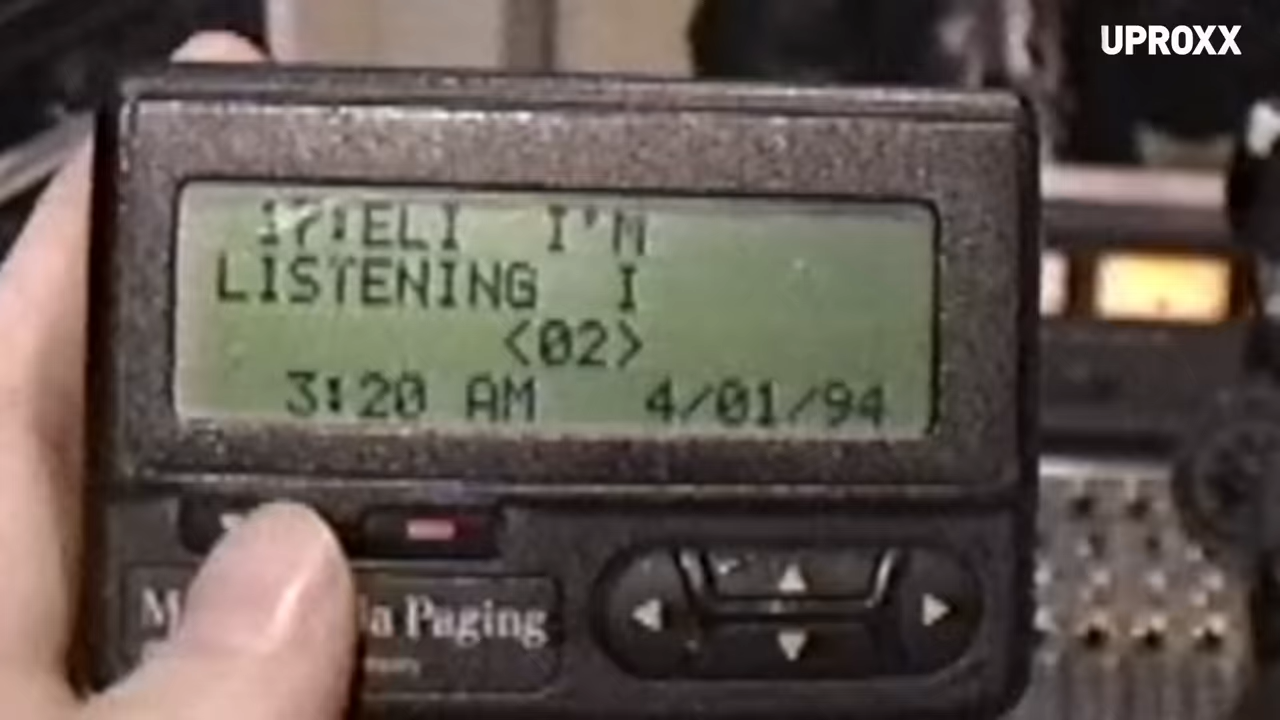 UPROXX
17:ELI I'M
LISTENING I
<02>
3:20 AM 4/01/94
Paging